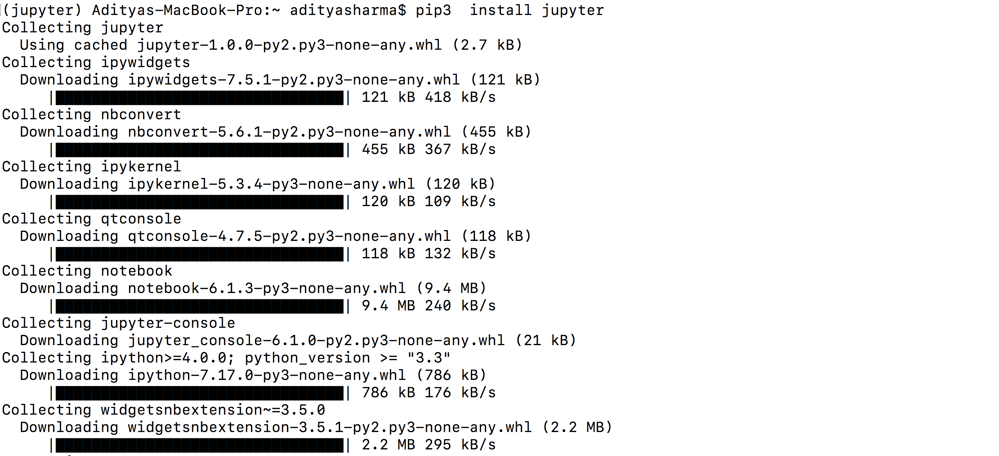 (jupyter) Adityas-MacBook-Pro:~ adityasharma$ pip3  install jupyter
Collecting jupyter
  Using cached jupyter-1.0.0-py2.py3-none-any.whl (2.7 kB)
Collecting ipywidgets
  Downloading ipywidgets-7.5.1-py2.py3-none-any.whl (121 kB)
     |████████████████████████████████| 121 kB 418 kB/s
Collecting nbconvert
  Downloading nbconvert-5.6.1-py2.py3-none-any.whl (455 kB)
     |████████████████████████████████| 455 kB 367 kB/s
Collecting ipykernel
  Downloading ipykernel-5.3.4-py3-none-any.whl (120 kB)
     |████████████████████████████████| 120 kB 109 kB/s
Collecting qtconsole
  Downloading qtconsole-4.7.5-py2.py3-none-any.whl (118 kB)
     |████████████████████████████████| 118 kB 132 kB/s
Collecting notebook
  Downloading notebook-6.1.3-py3-none-any.whl (9.4 MB)
     |████████████████████████████████| 9.4 MB 240 kB/s
Collecting jupyter-console
  Downloading jupyter_console-6.1.0-py2.py3-none-any.whl (21 kB)
Collecting ipython>=4.0.0; python_version >= "3.3"
  Downloading ipython-7.17.0-py3-none-any.whl (786 kB)
     |████████████████████████████████| 786 kB 176 kB/s
Collecting widgetsnbextension~=3.5.0
  Downloading widgetsnbextension-3.5.1-py2.py3-none-any.whl (2.2 MB)
     |████████████████████████████████| 2.2 MB 295 kB/s